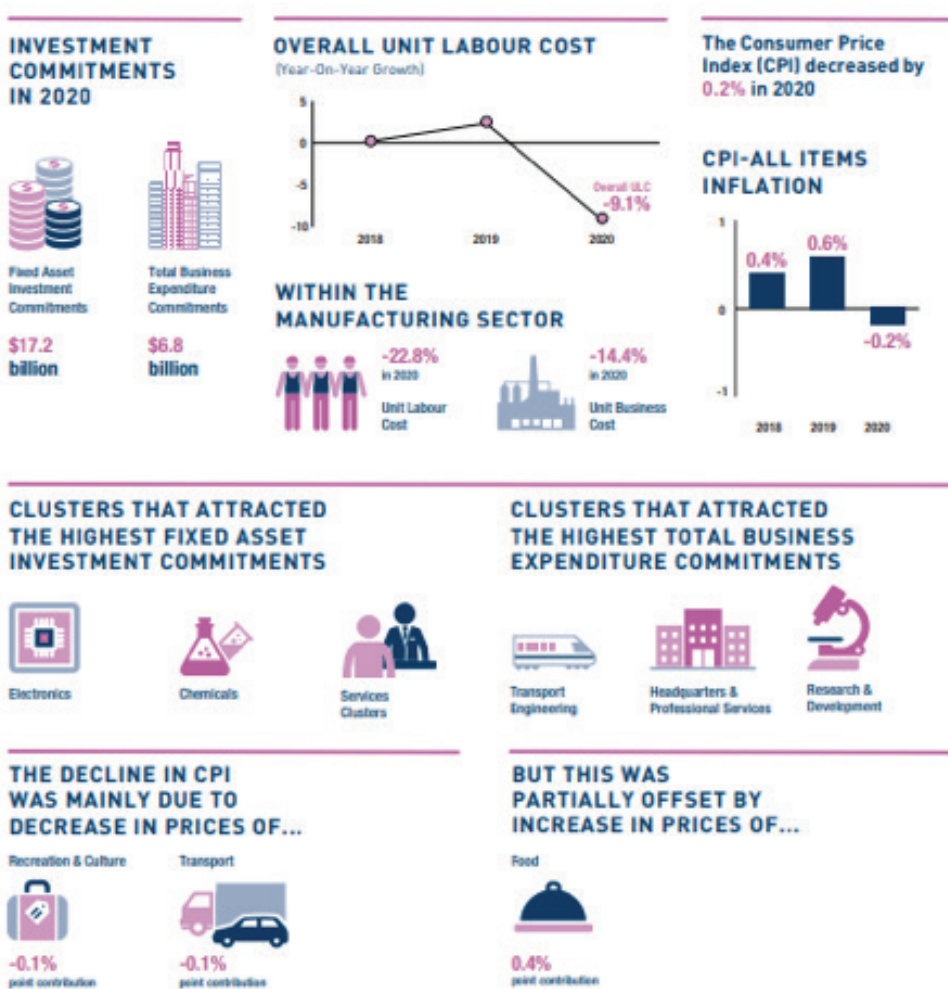 INVESTMENT
COMMITMENTS
IN 2020
Fixed Asset
Investment
Commitments
$17.2
billion
Total Business
Expenditure
Commitments
$6.8
billion
OVERALL UNIT LABOUR COST
(Year-On-Year Growth)
5
0
-5
-10
Overall ULC
-9.1%
2018
2019
2020
WITHIN THE
MANUFACTURING SECTOR
-22.8%
in 2020
Unit Labour
Cost
-14.4%
in 2020
Unit Business
Cost
The Consumer Price
Index (CPI) decreased by
0.2% in 2020
CPI-ALL ITEMS
INFLATION
1
0
-1
0.4%
0.6%
-0.2%
2018
2019
2020
CLUSTERS THAT ATTRACTED
THE HIGHEST FIXED ASSET
INVESTMENT COMMITMENTS
Electronics
Chemicals
Services
Clusters
CLUSTERS THAT ATTRACTED
THE HIGHEST TOTAL BUSINESS
EXPENDITURE COMMITMENTS
Transport
Engineering
Headquarters &
Professional Services
Research &
Development
THE DECLINE IN CPI
WAS MAINLY DUE TO
DECREASE IN PRICES OF...
Recreation & Culture
-0.1%
point contribution
Transport
-0.1%
point contribution
BUT THIS WAS
PARTIALLY OFFSET BY
INCREASE IN PRICES OF...
Food
0.4%
point contribution